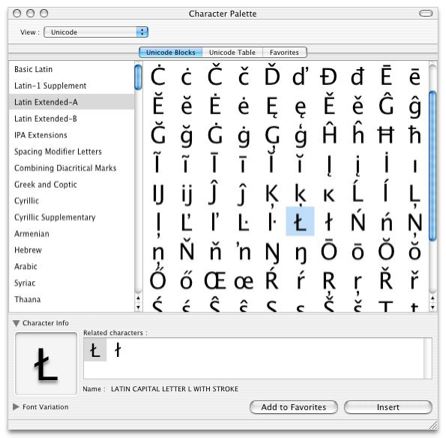 Character Palette
View : Unicode
Unicode Blocks Unicode Table Favorites
Basic Latin
Latin-1 Supplement
Latin Extended-A
Latin Extended-B
IPA Extensions
Spacing Modifier Letters
Combining Diacritical Marks
Greek and Coptic
Cyrillic
Cyrillic Supplementary
Armenian
Hebrew
Arabic
Syriac
Thaana
Ċ ċ Č č Ď ď Đ đ Ē ē
Ĕ ĕ Ė ė Ę ę Ě ě Ĝ ĝ
Ğ ğ Ġ ġ Ģ ģ Ĥ ĥ Ħ ħ
Ĩ ĩ Ī ī Ĭ ĭ Į į İ ı
Ĳ ĳ Ĵ ĵ Ķ ķ ĸ Ĺ ĺ Ļ
ļ Ľ ľ Ŀ ŀ Ł ł Ń ń Ņ
ņ Ň ň ŉ Ŋ ŋ Ō ō Ŏ ŏ
Ő ő Œ œ Ŕ ŕ Ŗ ŗ Ř ř
Character Info
Ł
Related characters :
Ł ł
Name : LATIN CAPITAL LETTER L WITH STROKE
Font Variation
Add to Favorites Insert